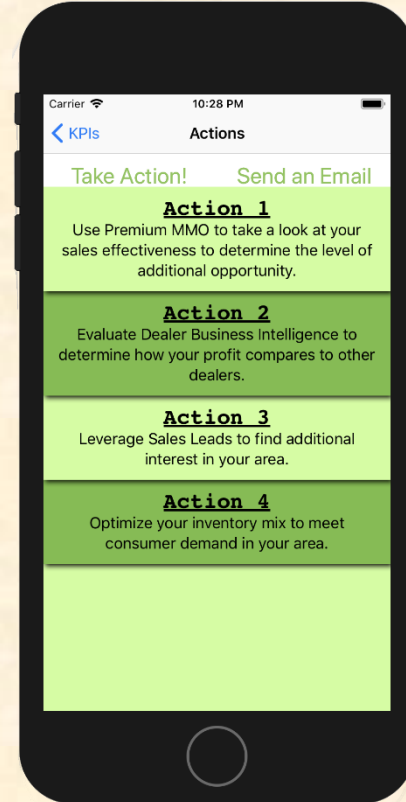 Carrier 10:28 PM
KPIs Actions
Take Action! Send an Email
Action 1
Use Premium MMO to take a look at your
sales effectiveness to determine the level of
additional opportunity.
Action 2
Evaluate Dealer Business Intelligence to
determine how your profit compares to other
dealers.
Action 3
Leverage Sales Leads to find additional
interest in your area.
Action 4
Optimize your inventory mix to meet
consumer demand in your area.